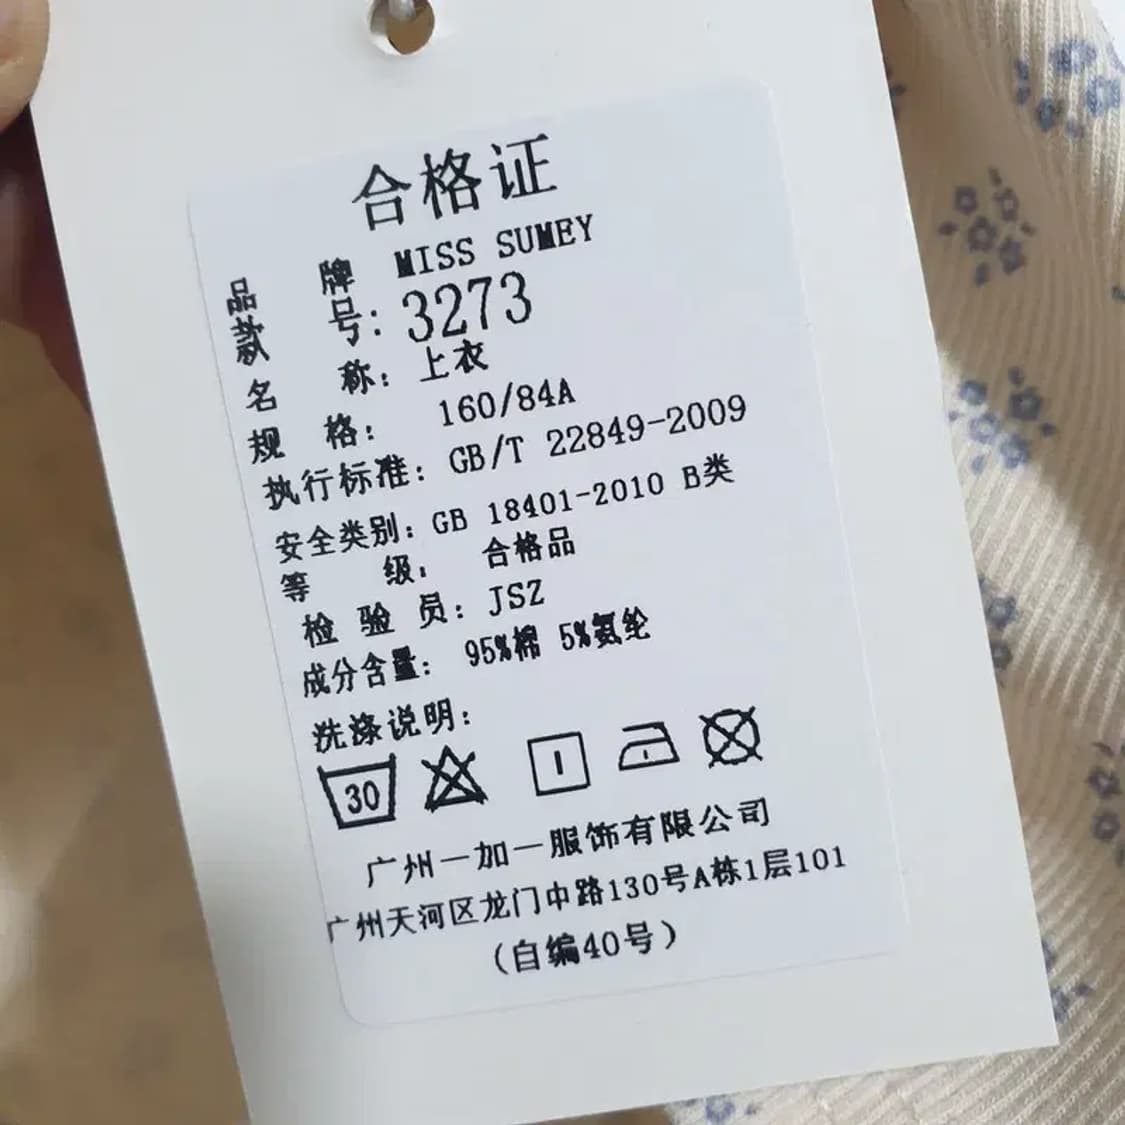 合格证
品 牌 MISS SUMEY
款 号：3273
名 称：上衣
规 格： 160/84A
执行标准：GB/T 22849-2009
安全类别：GB 18401-2010 B类
等 级： 合格品
检 验 员：JSZ
成分含量： 95%棉 5%氨纶
洗涤说明：
30
广州一加一服饰有限公司
广州天河区龙门中路130号A栋1层101
(自编40号)